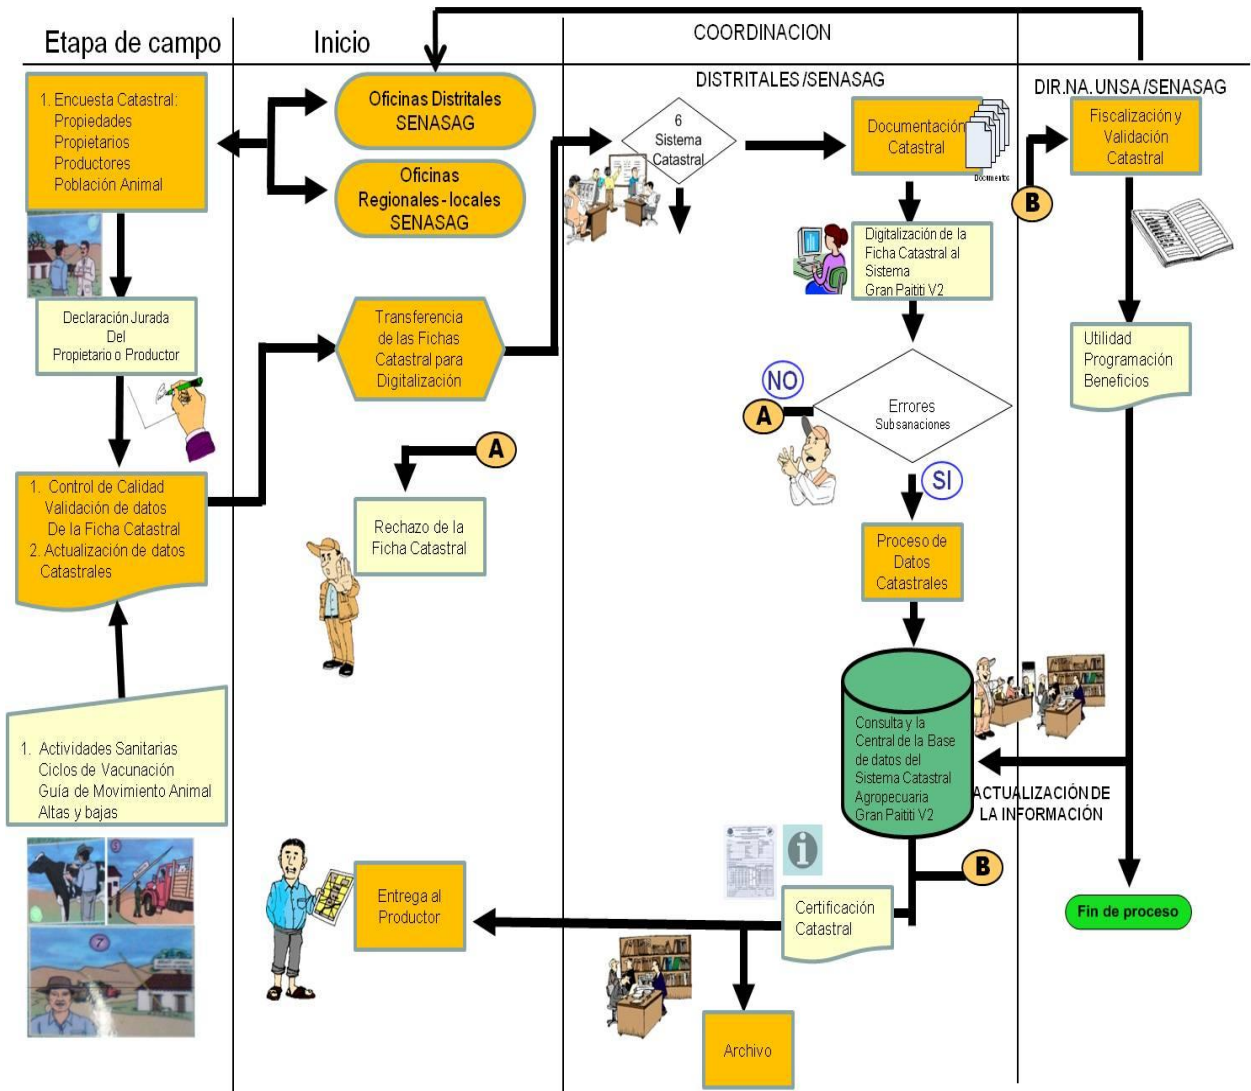 Etapa de campo
Inicio
COORDINACION
DISTRITALES /SENASAG
DIR.NA. UNSA /SENASAG
1. Encuesta Catastral:
Propiedades
Propietarios
Productores
Población Animal
Oficinas Distritales
SENASAG
Oficinas
Regionales - locales
SENASAG
6
Sistema
Catastral
Documentación
Catastral
Documentos
B
Fiscalización y
Validación
Catastral
Digitalización de la
Ficha Catastral al
Sistema
Gran Paititi V2
Declaración Jurada
Del
Propietario o Productor
Transferencia
de las Fichas
Catastral para
Digitalización
Utilidad
Programación
Beneficios
NO
A
Errores
Subsanaciones
SI
A
Rechazo de la
Ficha Catastral
1. Control de Calidad
Validación de datos
De la Ficha Catastral
2. Actualización de datos
Catastrales
Proceso de
Datos
Catastrales
1. Actividades Sanitarias
Ciclos de Vacunación
Guía de Movimiento Animal
Altas y bajas
Consulta y la
Central de la Base
de datos del
Sistema Catastral
Agropecuaria
Gran Paititi V2
ACTUALIZACIÓN DE
LA INFORMACIÓN
B
i
Entrega al
Productor
Certificación
Catastral
Fin de proceso
7
Archivo